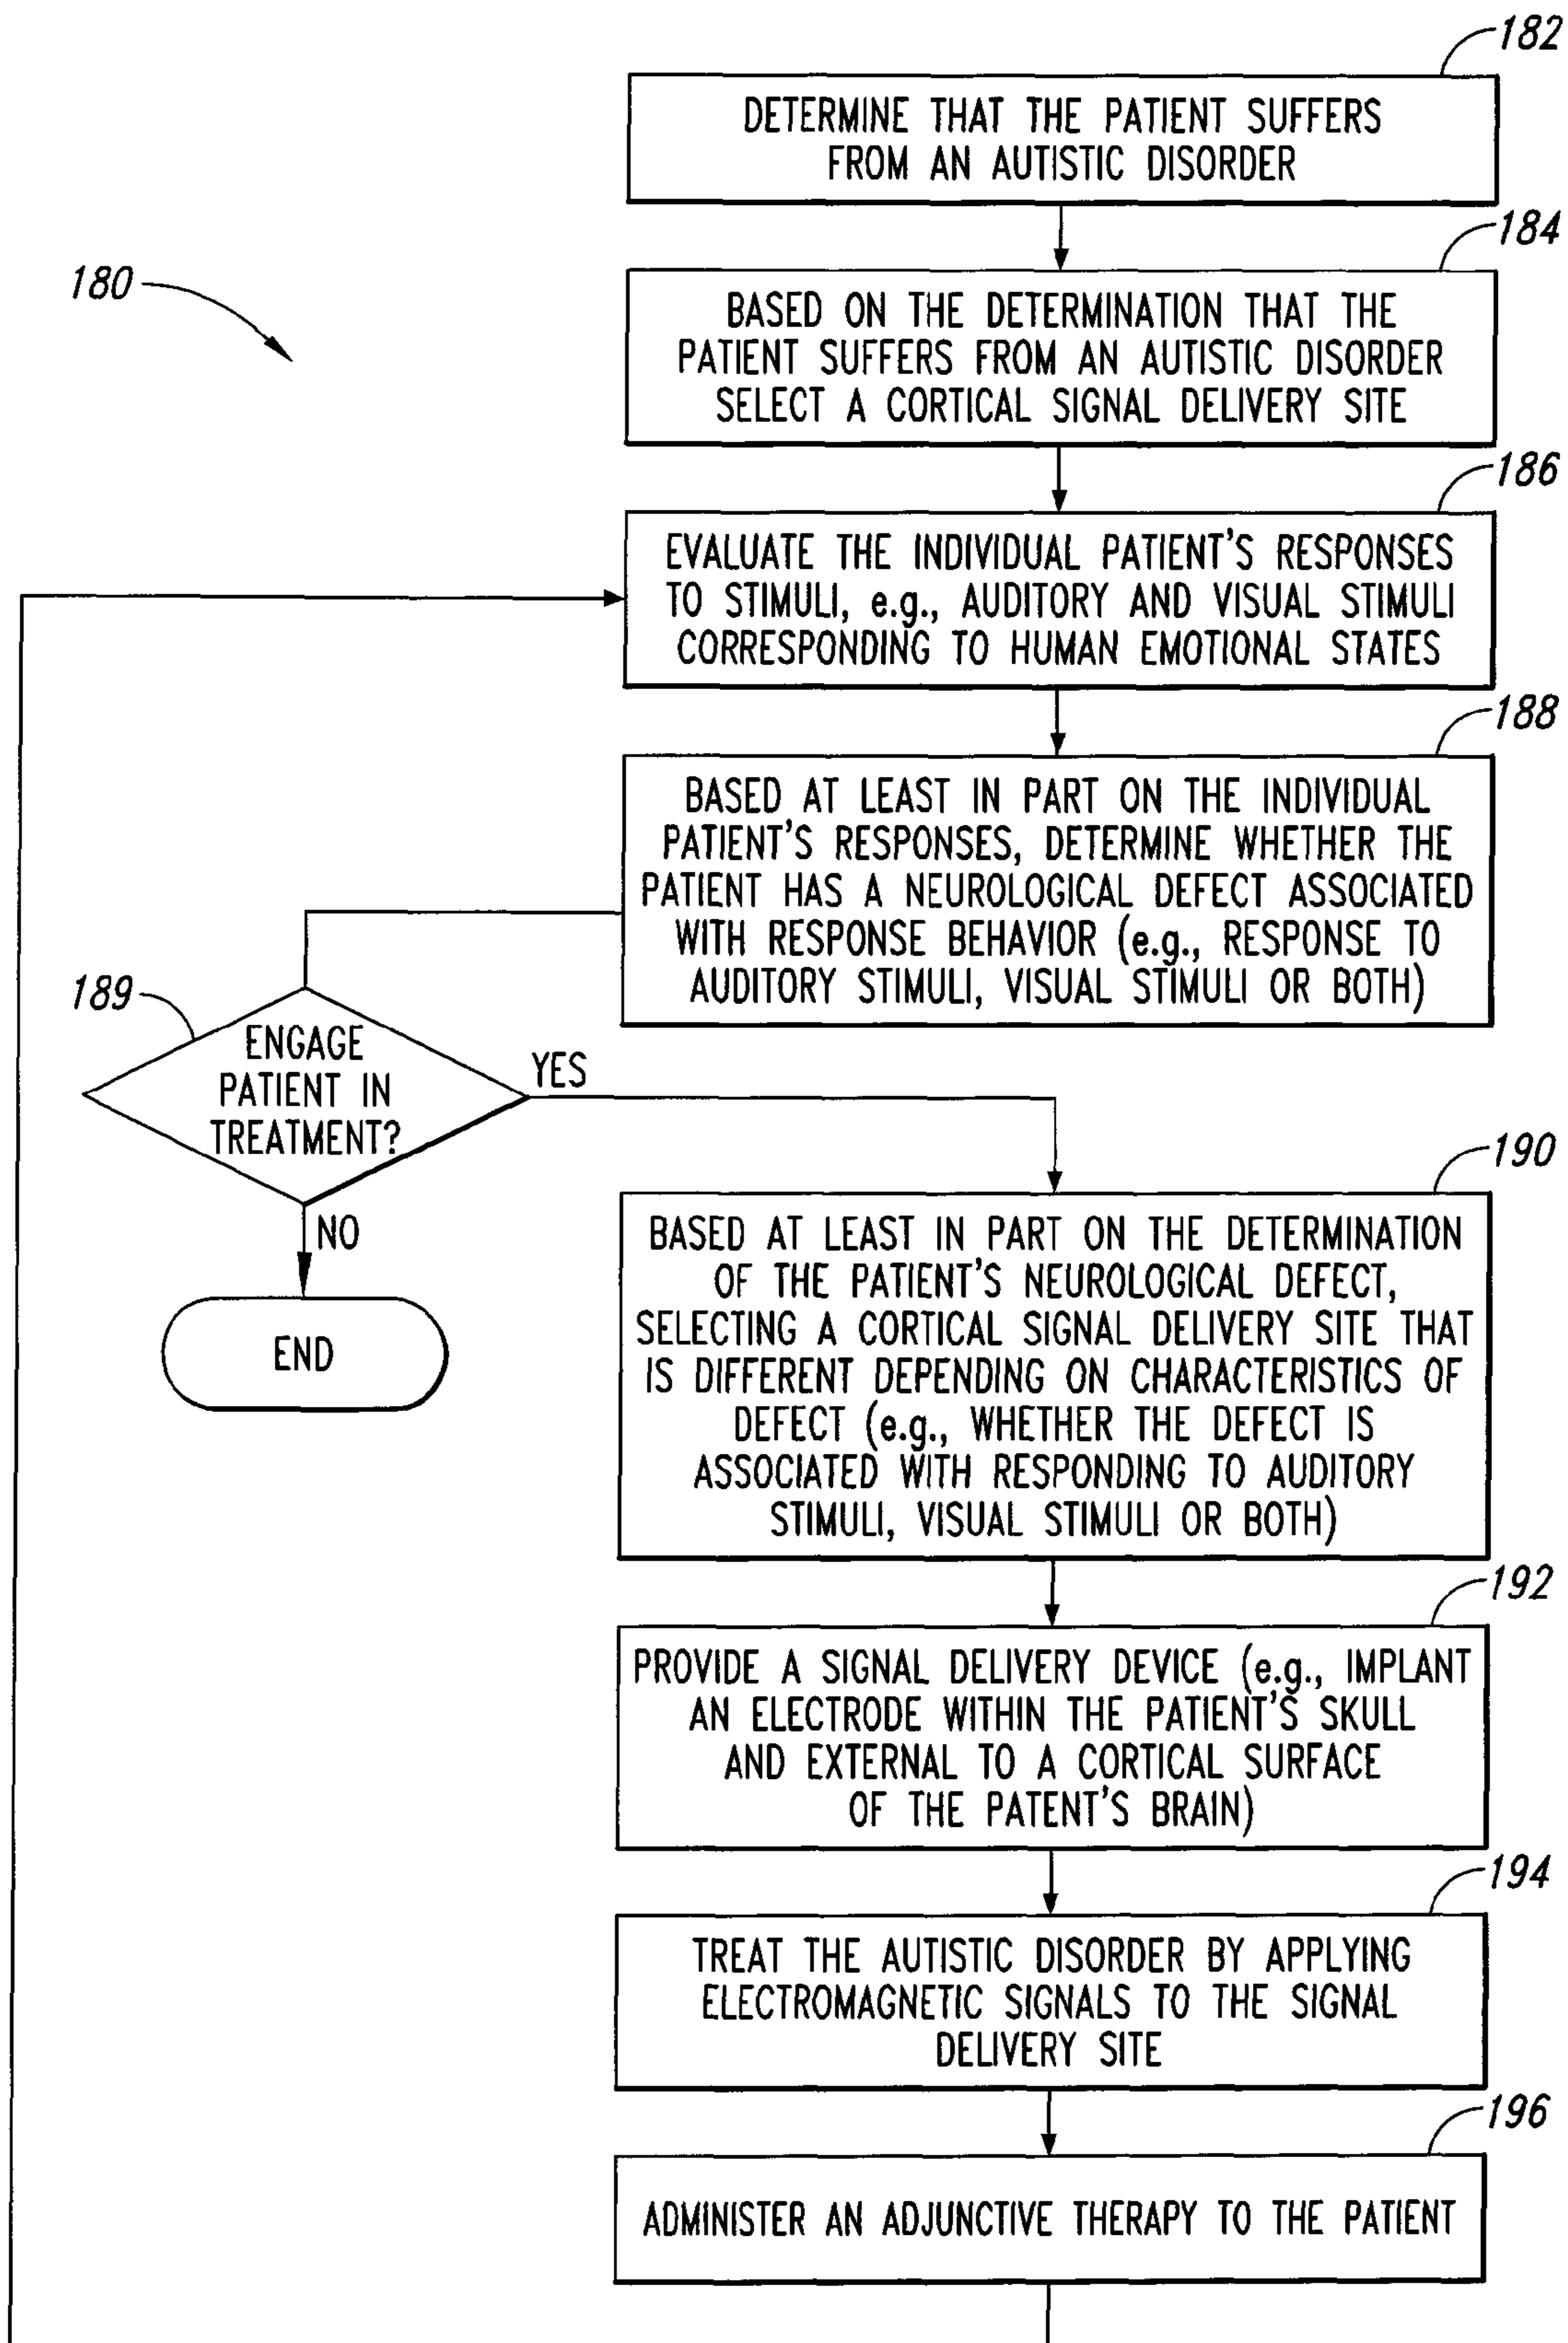 182
DETERMINE THAT THE PATIENT SUFFERS
FROM AN AUTISTIC DISORDER
184
180
BASED ON THE DETERMINATION THAT THE
PATIENT SUFFERS FROM AN AUTISTIC DISORDER
SELECT A CORTICAL SIGNAL DELIVERY SITE
186
EVALUATE THE INDIVIDUAL PATIENT'S RESPONSES
TO STIMULI, e.g., AUDITORY AND VISUAL STIMULI
CORRESPONDING TO HUMAN EMOTIONAL STATES
188
BASED AT LEAST IN PART ON THE INDIVIDUAL
PATIENT'S RESPONSES, DETERMINE WHETHER THE
PATIENT HAS A NEUROLOGICAL DEFECT ASSOCIATED
WITH RESPONSE BEHAVIOR (e.g., RESPONSE TO
AUDITORY STIMULI, VISUAL STIMULI OR BOTH)
189
ENGAGE
PATIENT IN
TREATMENT?
YES
NO
END
190
BASED AT LEAST IN PART ON THE DETERMINATION
OF THE PATIENT'S NEUROLOGICAL DEFECT,
SELECTING A CORTICAL SIGNAL DELIVERY SITE THAT
IS DIFFERENT DEPENDING ON CHARACTERISTICS OF
DEFECT (e.g., WHETHER THE DEFECT IS
ASSOCIATED WITH RESPONDING TO AUDITORY
STIMULI, VISUAL STIMULI OR BOTH)
192
PROVIDE A SIGNAL DELIVERY DEVICE (e.g., IMPLANT
AN ELECTRODE WITHIN THE PATIENT'S SKULL
AND EXTERNAL TO A CORTICAL SURFACE
OF THE PATENT'S BRAIN)
194
TREAT THE AUTISTIC DISORDER BY APPLYING
ELECTROMAGNETIC SIGNALS TO THE SIGNAL
DELIVERY SITE
196
ADMINISTER AN ADJUNCTIVE THERAPY TO THE PATIENT